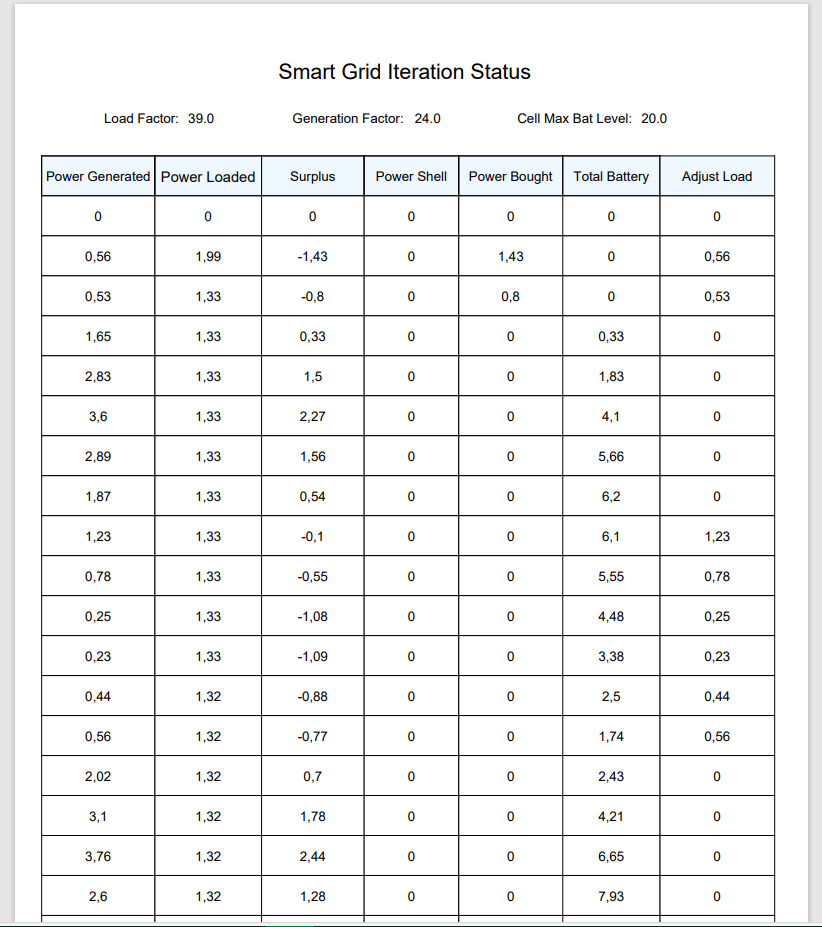 Smart Grid Iteration Status
Load Factor: 39.0 Generation Factor: 24.0 Cell Max Bat Level: 20.0
Power Generated Power Loaded Surplus Power Shell Power Bought Total Battery Adjust Load
0 0 0 0 0 0 0
0,56 1,99 -1,43 0 1,43 0 0,56
0,53 1,33 -0,8 0 0,8 0 0,53
1,65 1,33 0,33 0 0 0,33 0
2,83 1,33 1,5 0 0 1,83 0
3,6 1,33 2,27 0 0 4,1 0
2,89 1,33 1,56 0 0 5,66 0
1,87 1,33 0,54 0 0 6,2 0
1,23 1,33 -0,1 0 0 6,1 1,23
0,78 1,33 -0,55 0 0 5,55 0,78
0,25 1,33 -1,08 0 0 4,48 0,25
0,23 1,33 -1,09 0 0 3,38 0,23
0,44 1,32 -0,88 0 0 2,5 0,44
0,56 1,32 -0,77 0 0 1,74 0,56
2,02 1,32 0,7 0 0 2,43 0
3,1 1,32 1,78 0 0 4,21 0
3,76 1,32 2,44 0 0 6,65 0
2,6 1,32 1,28 0 0 7,93 0